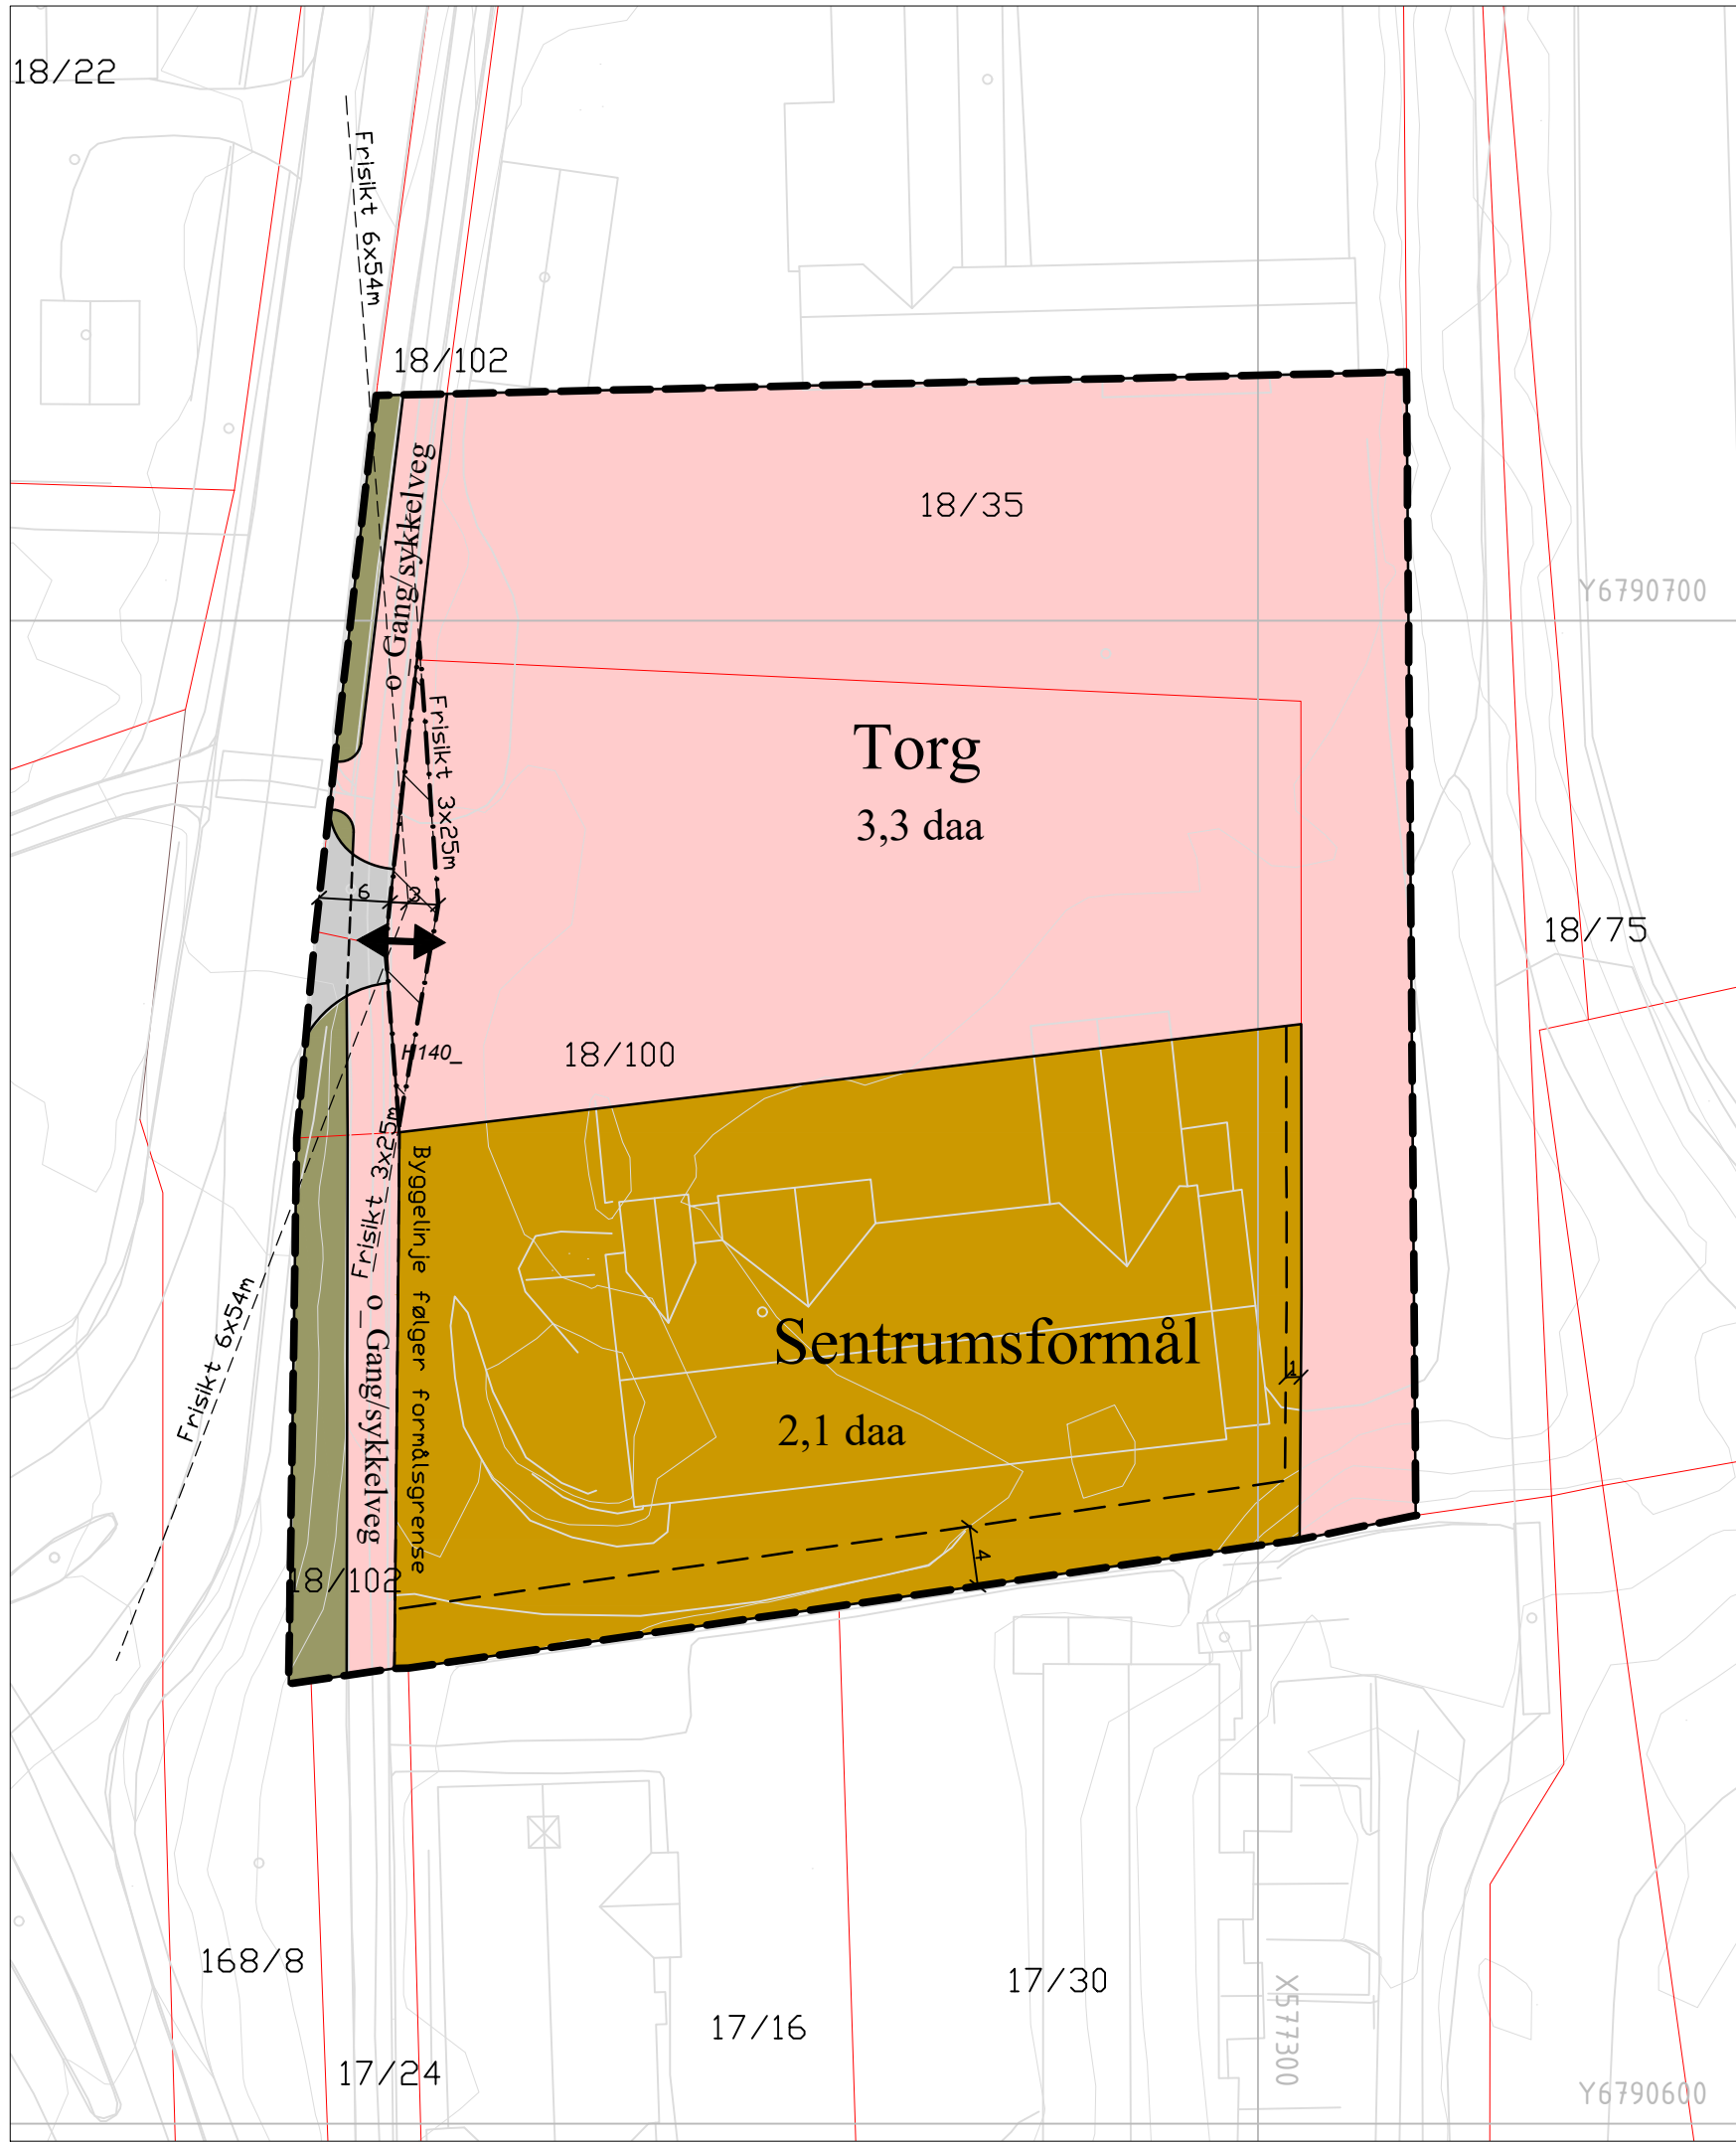 18/22
Frisikt 6x54m
18/102
o_Gang/sykkelveg
18/35
Y6790700
Frisikt 3x25m
Torg
3,3 daa
6
3
18/75
H140_
18/100
Frisikt 3x25m
Byggelinje følger formålsgrense
Frisikt 6x54m
o_Gang/sykkelveg
Sentrumsformål
1
2,1 daa
4
18/102
168/8
17/30
X577300
17/16
17/24
Y6790600